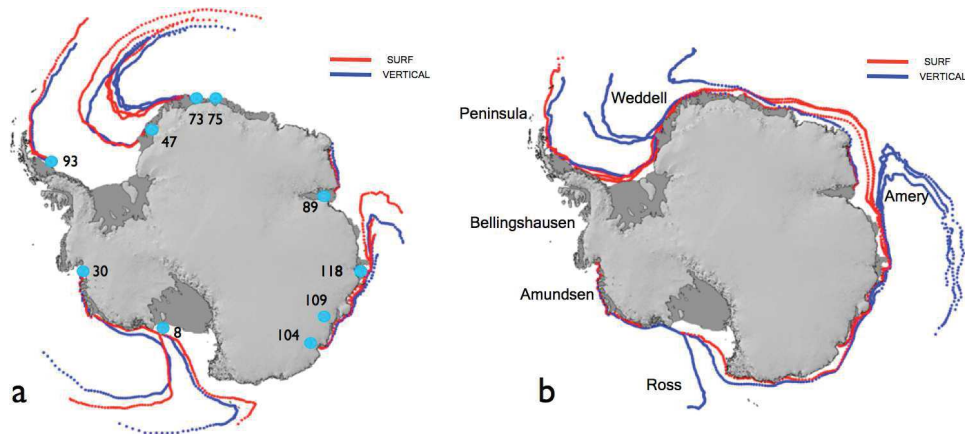 SURF
VERTICAL
73 75
47
93
89
30
118
109
8
104
a
SURF
VERTICAL
Weddell
Peninsula
Amery
Bellingshausen
Amundsen
Ross
b